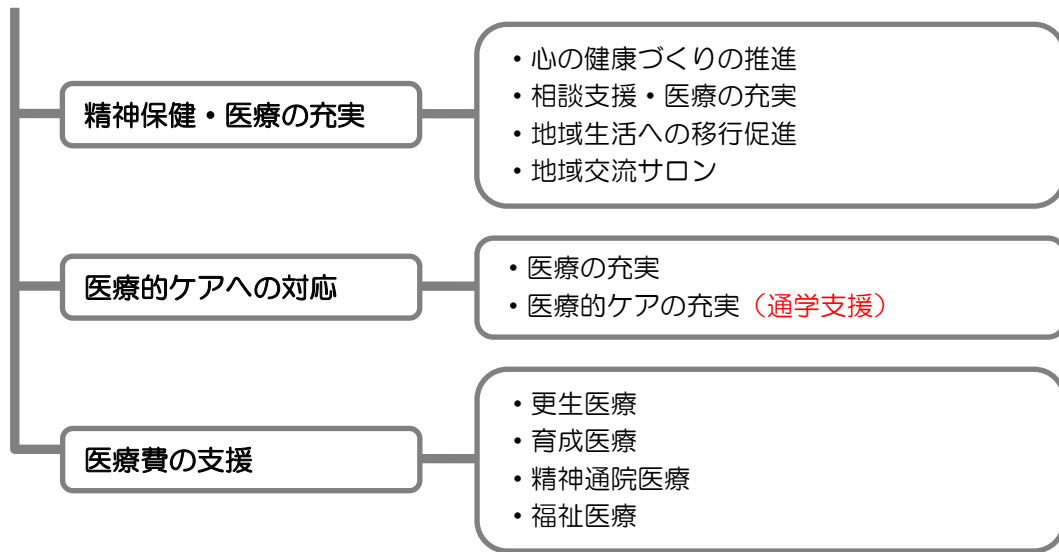 精神保健・医療の充実
・心の健康づくりの推進
・相談支援・医療の充実
・地域生活への移行促進
・地域交流サロン
医療的ケアへの対応
・医療の充実
・医療的ケアの充実（通学支援）
医療費の支援
・更生医療
・育成医療
・精神通院医療
・福祉医療